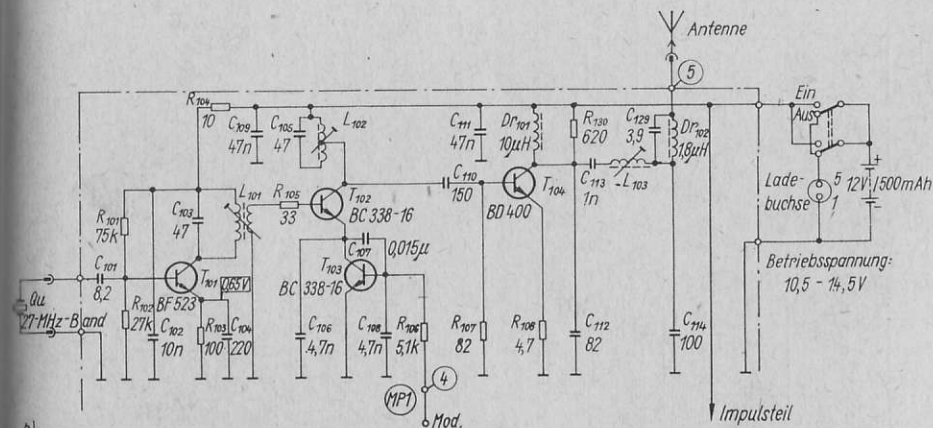 Antenne
5
Ein
Aus
R104
10
C109
47n
C105
47
L102
C111
47n
Dr101
10µH
R130
620
C129
3,9
Dr102
1,8µH
C110
150
T104
BD 400
C113
1n
L103
+
12V/500mAh
-
Lade-
buchse
5
1
Betriebsspannung:
10,5 - 14,5V
L101
R105
33
T102
BC 338-16
C107
0,015µ
T103
BC 338-16
R101
75k
C103
47
C101
8,2
T101
BF 523
0,65V
Qu
27-MHz-Band
R102
27k
C102
10n
R103
100
C104
220
C106
4,7n
C108
4,7n
R106
5,1k
R107
82
R108
4,7
C112
82
C114
100
4
MP1
Mod.
Impulsteil